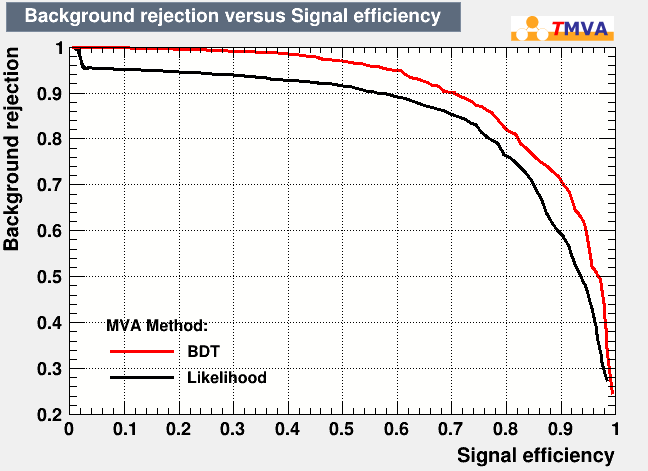 Background rejection versus Signal efficiency
TMVA
Background rejection
1
0.9
0.8
0.7
0.6
0.5
0.4
0.3
0.2
MVA Method:
BDT
Likelihood
0 0.1 0.2 0.3 0.4 0.5 0.6 0.7 0.8 0.9 1
Signal efficiency